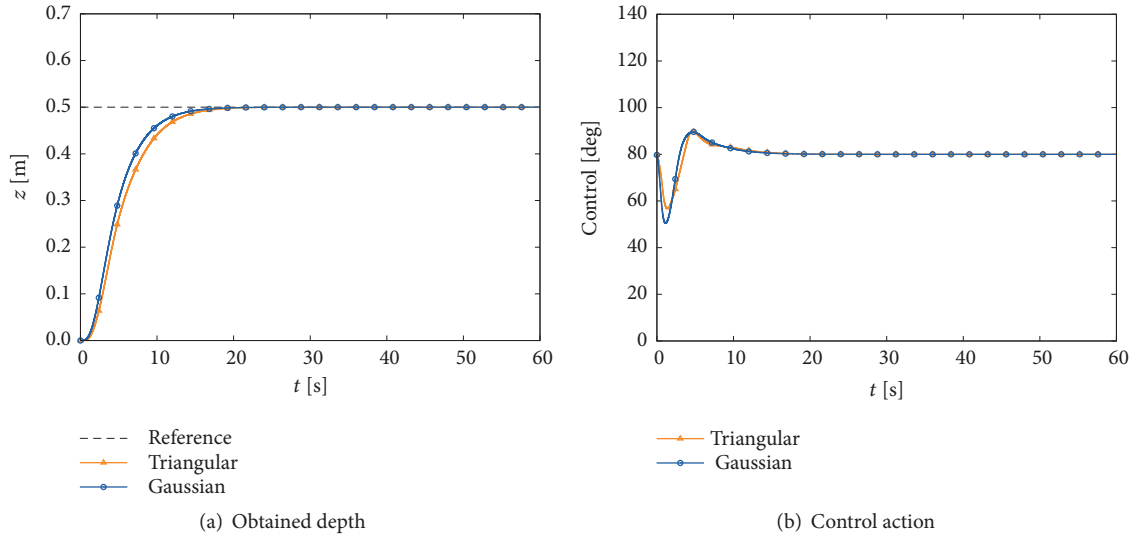 0.7
0.6
0.5
0.4
0.3
0.2
0.1
0.0
z [m]
0 10 20 30 40 50 60
t [s]
Reference
Triangular
Gaussian
(a) Obtained depth
140
120
100
80
60
40
20
0
Control [deg]
0 10 20 30 40 50 60
t [s]
Triangular
Gaussian
(b) Control action